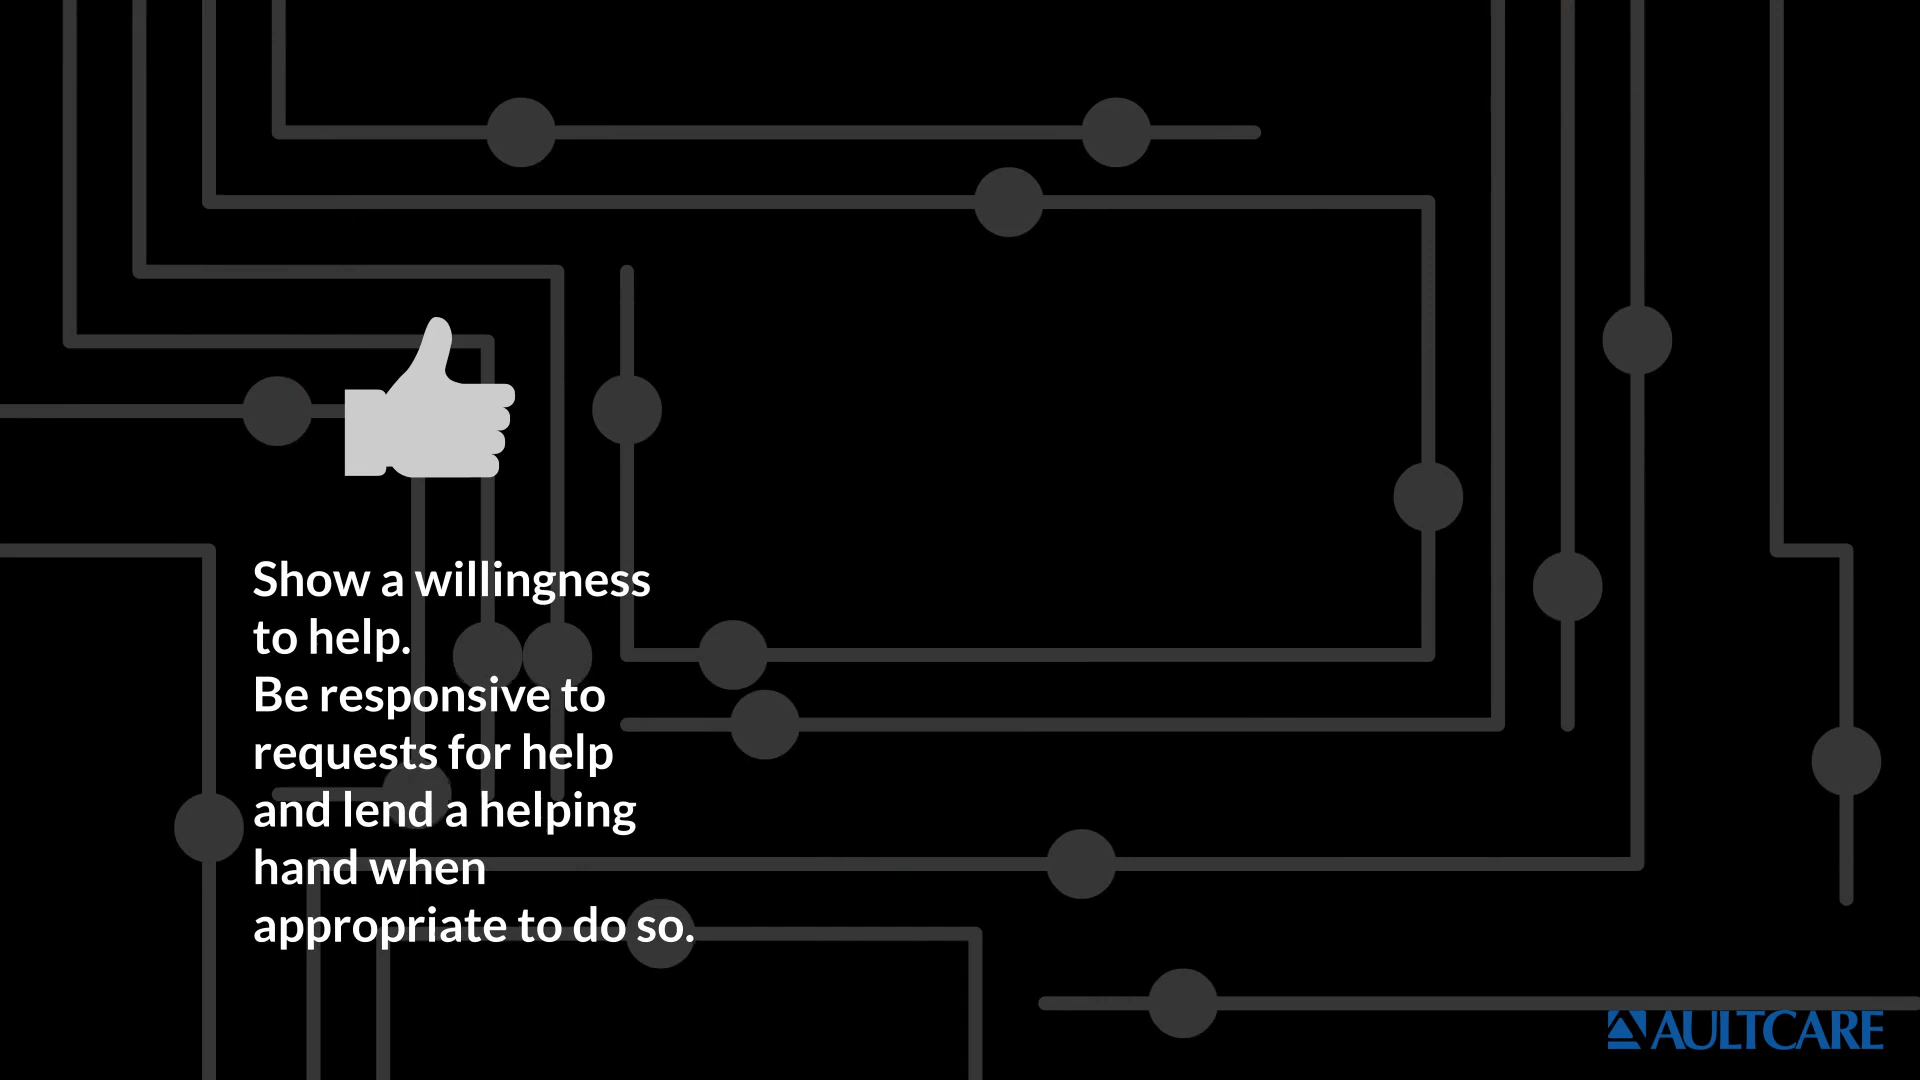 Show a willingness
to help.
Be responsive to
requests for help
and lend a helping
hand when
appropriate to do so.
AULTCARE